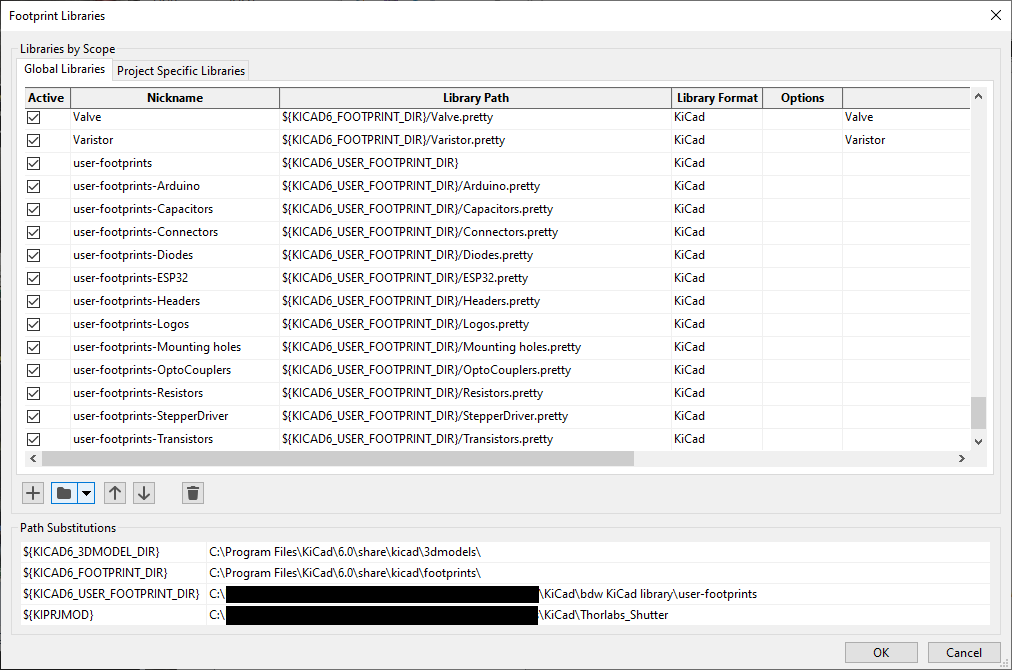 Footprint Libraries
Libraries by Scope
Global Libraries Project Specific Libraries
Active Nickname Library Path Library Format Options
Valve ${KICAD6_FOOTPRINT_DIR}/Valve.pretty KiCad Valve
Varistor ${KICAD6_FOOTPRINT_DIR}/Varistor.pretty KiCad Varistor
user-footprints ${KICAD6_USER_FOOTPRINT_DIR} KiCad
user-footprints-Arduino ${KICAD6_USER_FOOTPRINT_DIR}/Arduino.pretty KiCad
user-footprints-Capacitors ${KICAD6_USER_FOOTPRINT_DIR}/Capacitors.pretty KiCad
user-footprints-Connectors ${KICAD6_USER_FOOTPRINT_DIR}/Connectors.pretty KiCad
user-footprints-Diodes ${KICAD6_USER_FOOTPRINT_DIR}/Diodes.pretty KiCad
user-footprints-ESP32 ${KICAD6_USER_FOOTPRINT_DIR}/ESP32.pretty KiCad
user-footprints-Headers ${KICAD6_USER_FOOTPRINT_DIR}/Headers.pretty KiCad
user-footprints-Logos ${KICAD6_USER_FOOTPRINT_DIR}/Logos.pretty KiCad
user-footprints-Mounting holes ${KICAD6_USER_FOOTPRINT_DIR}/Mounting holes.pretty KiCad
user-footprints-OptoCouplers ${KICAD6_USER_FOOTPRINT_DIR}/OptoCouplers.pretty KiCad
user-footprints-Resistors ${KICAD6_USER_FOOTPRINT_DIR}/Resistors.pretty KiCad
user-footprints-StepperDriver ${KICAD6_USER_FOOTPRINT_DIR}/StepperDriver.pretty KiCad
user-footprints-Transistors ${KICAD6_USER_FOOTPRINT_DIR}/Transistors.pretty KiCad
Path Substitutions
${KICAD6_3DMODEL_DIR} C:\Program Files\KiCad\6.0\share\kicad\3dmodels\
${KICAD6_FOOTPRINT_DIR} C:\Program Files\KiCad\6.0\share\kicad\footprints\
${KICAD6_USER_FOOTPRINT_DIR} C:\ \KiCad\bdw KiCad library\user-footprints
${KIPRJMOD} C:\ \KiCad\Thorlabs_Shutter
OK Cancel